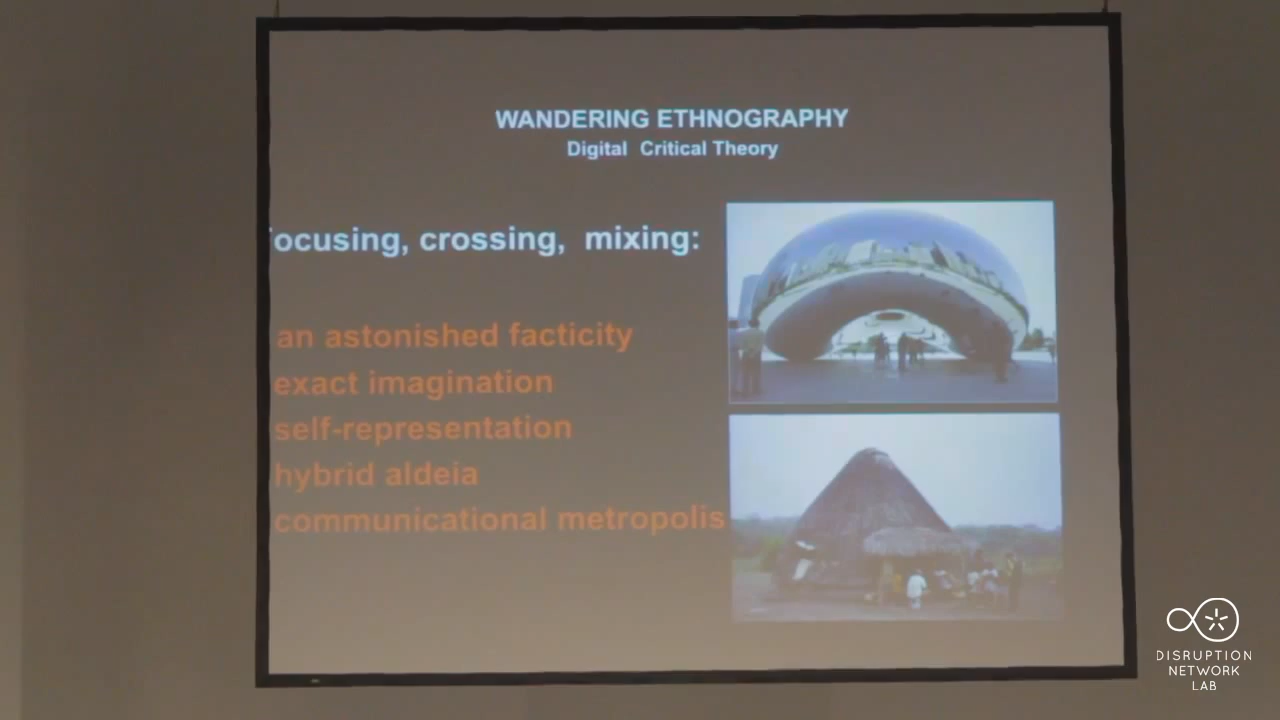 WANDERING ETHNOGRAPHY
Digital Critical Theory
focusing, crossing, mixing:
an astonished facticity
exact imagination
self-representation
hybrid aldeia
communicational metropolis
DISRUPTION
NETWORK
LAB